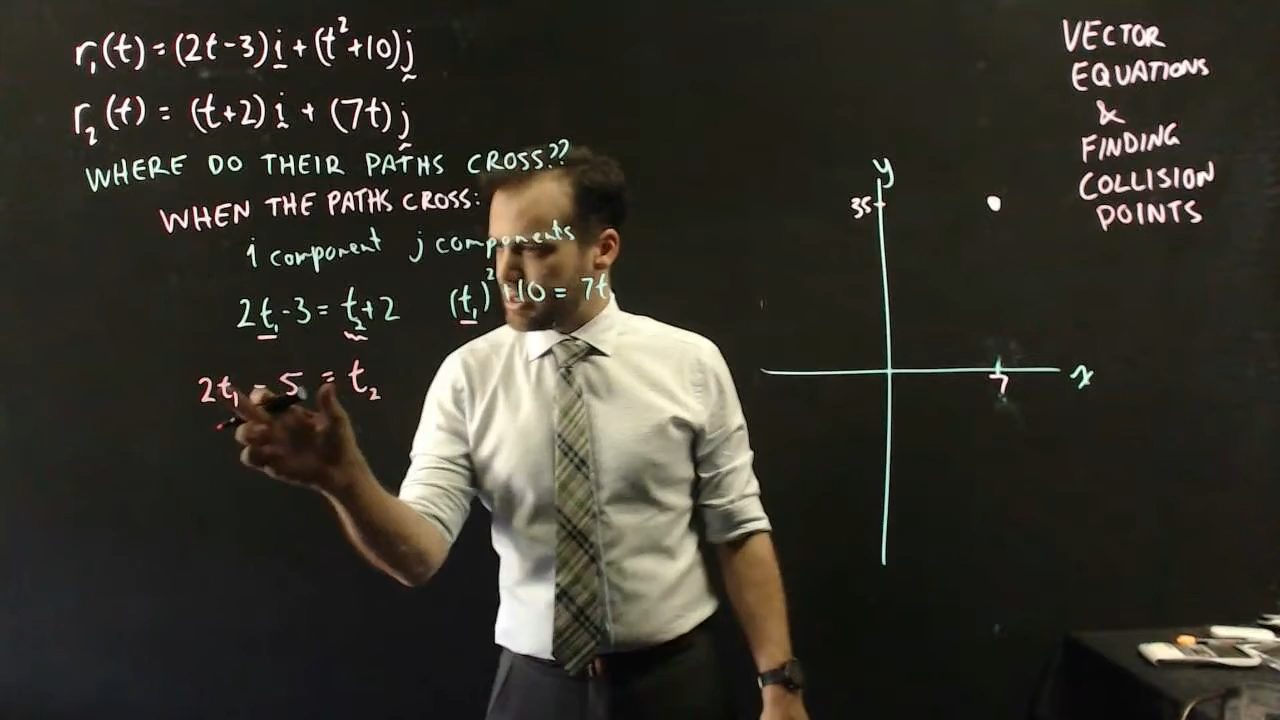 r₁(t) = (2t-3)i + (t²+10)j
r₂(t) = (t+2)i + (7t)j
WHERE DO THEIR PATHS CROSS??
WHEN THE PATHS CROSS:
i component j components
2t₁-3 = t₂+2 (t₁)²+10 = 7t
2t₁ - 5 = t₂
y
35
7
x
VECTOR
EQUATIONS
&
FINDING
COLLISION
POINTS